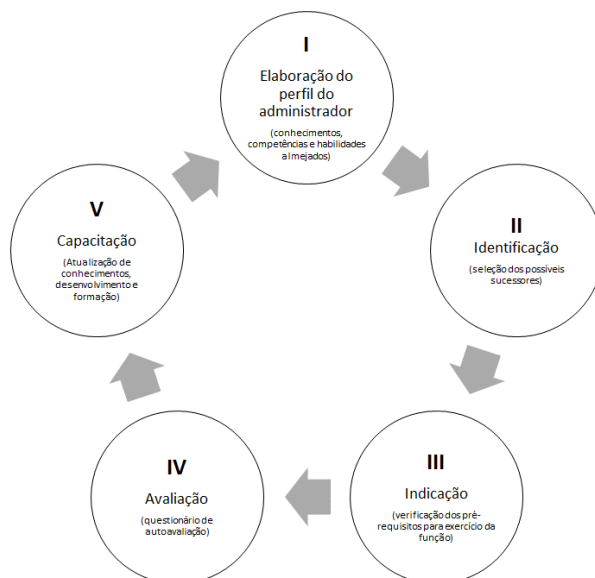 I
Elaboração do
perfil do
administrador
(conhecimentos,
competências e habilidades
almejados)
II
Identificação
(seleção dos possíveis
sucessores)
III
Indicação
(verificação dos pré-
requisitos para exercício da
função)
IV
Avaliação
(questionário de
autoavaliação)
V
Capacitação
(Atualização de
conhecimentos,
desenvolvimento e
formação)